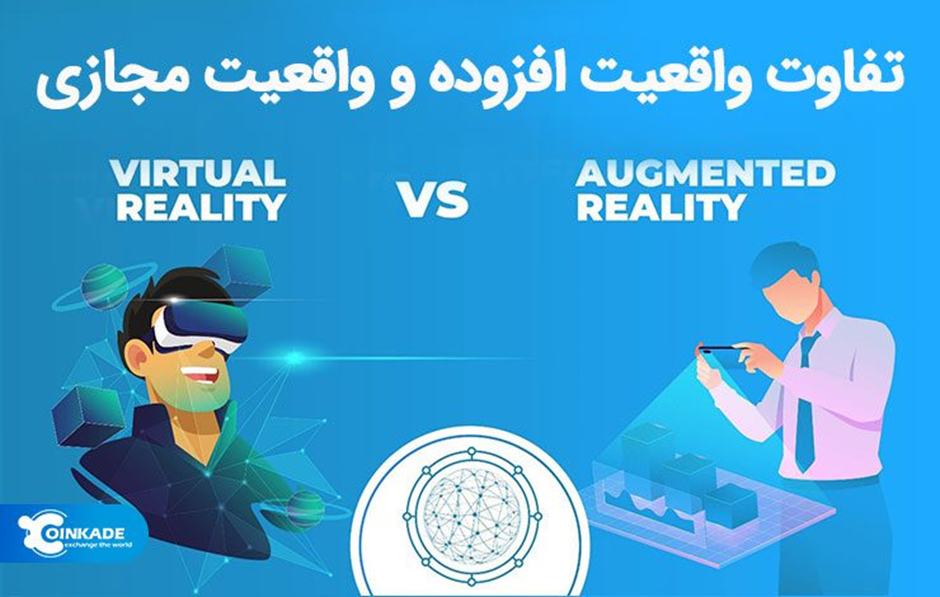 تفاوت واقعیت افزوده و واقعیت مجازی
VIRTUAL
REALITY
VS
AUGMENTED
REALITY
COINKADE
exchange the world